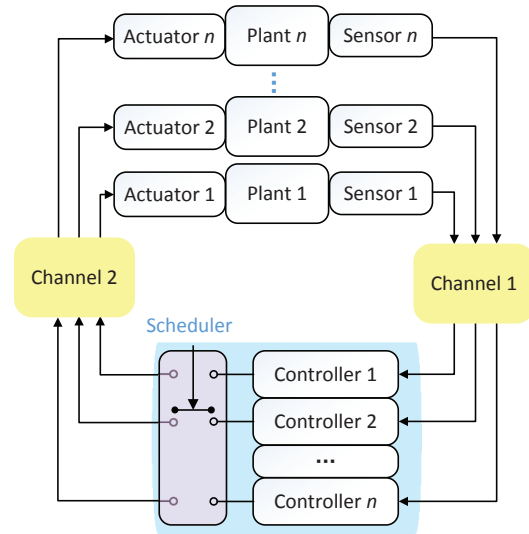 Actuator n Plant n Sensor n
Actuator 2 Plant 2 Sensor 2
Actuator 1 Plant 1 Sensor 1
Channel 2
Channel 1
Scheduler
Controller 1
Controller 2
...
Controller n